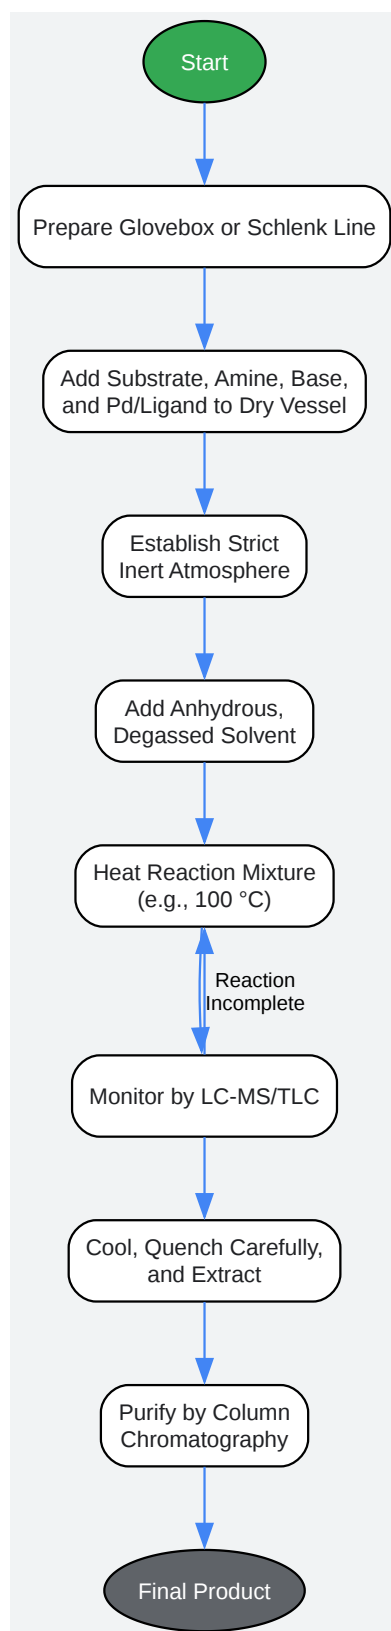 Start
Prepare Glovebox or Schlenk Line
Add Substrate, Amine, Base,
and Pd/Ligand to Dry Vessel
Establish Strict
Inert Atmosphere
Add Anhydrous,
Degassed Solvent
Heat Reaction Mixture
(e.g., 100 °C)
Reaction
Incomplete
Monitor by LC-MS/TLC
Cool, Quench Carefully,
and Extract
Purify by Column
Chromatography
Final Product